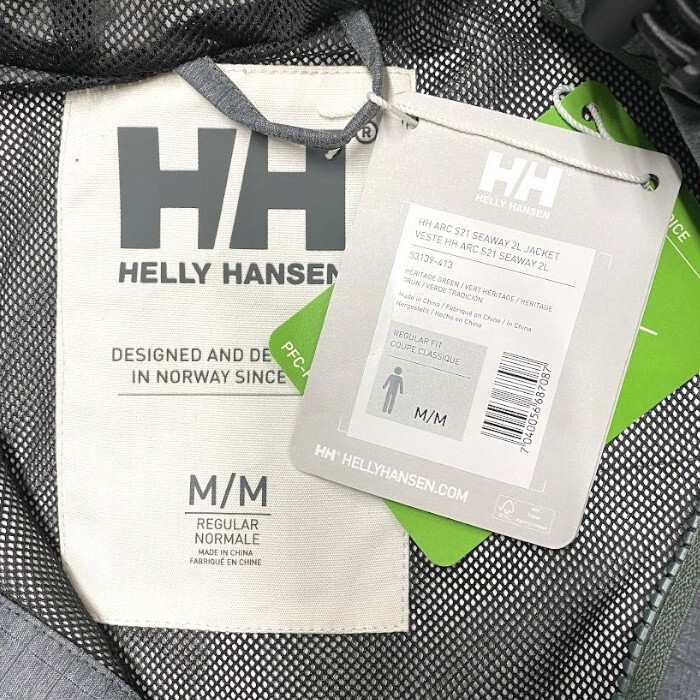 HH®
HELLY HANSEN
DESIGNED AND DE
IN NORWAY SINCE
M/M
REGULAR
NORMALE
MADE IN CHINA
FABRIQUÉ EN CHINE
HH
HELLY HANSEN
HH ARC S21 SEAWAY 2L JACKET
VESTE HH ARC S21 SEAWAY 2L
53139-413
HERITAGE GREEN / VERT HERITAGE / HERITAGE
GRUN / VERDE TRADICIÓN
Made in China / Fabriqué en Chine / in China
Hergestellt / Hecho en China
REGULAR FIT
COUPE CLASSIQUE
M/M
7040056687087
HH® HELLYHANSEN.COM
FSC
PFC-F